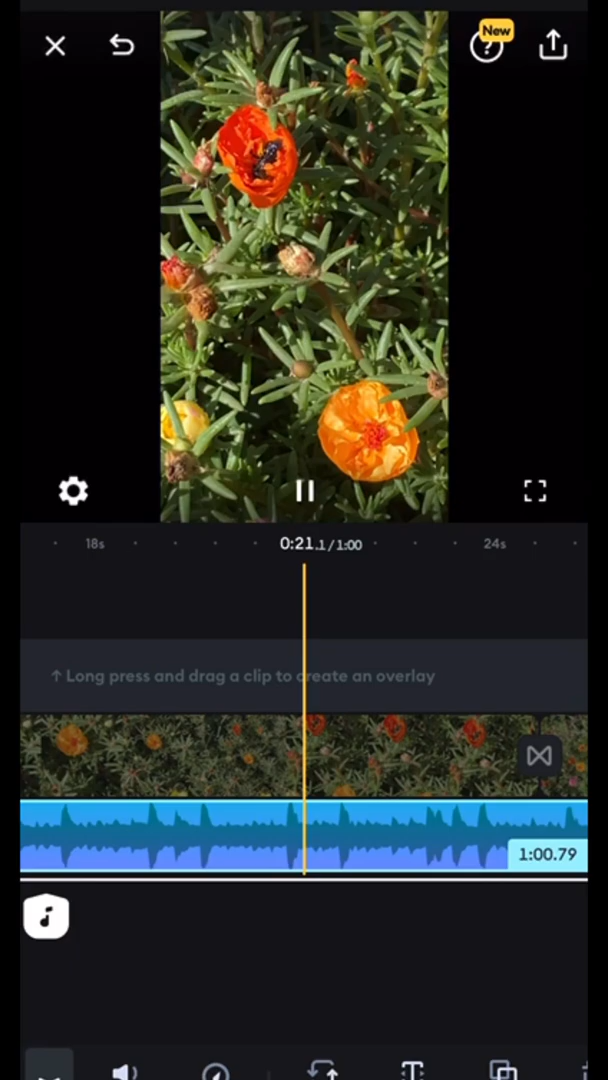 New
?
18s
0:21.1 / 1:00
24s
↑ Long press and drag a clip to create an overlay
1:00.79